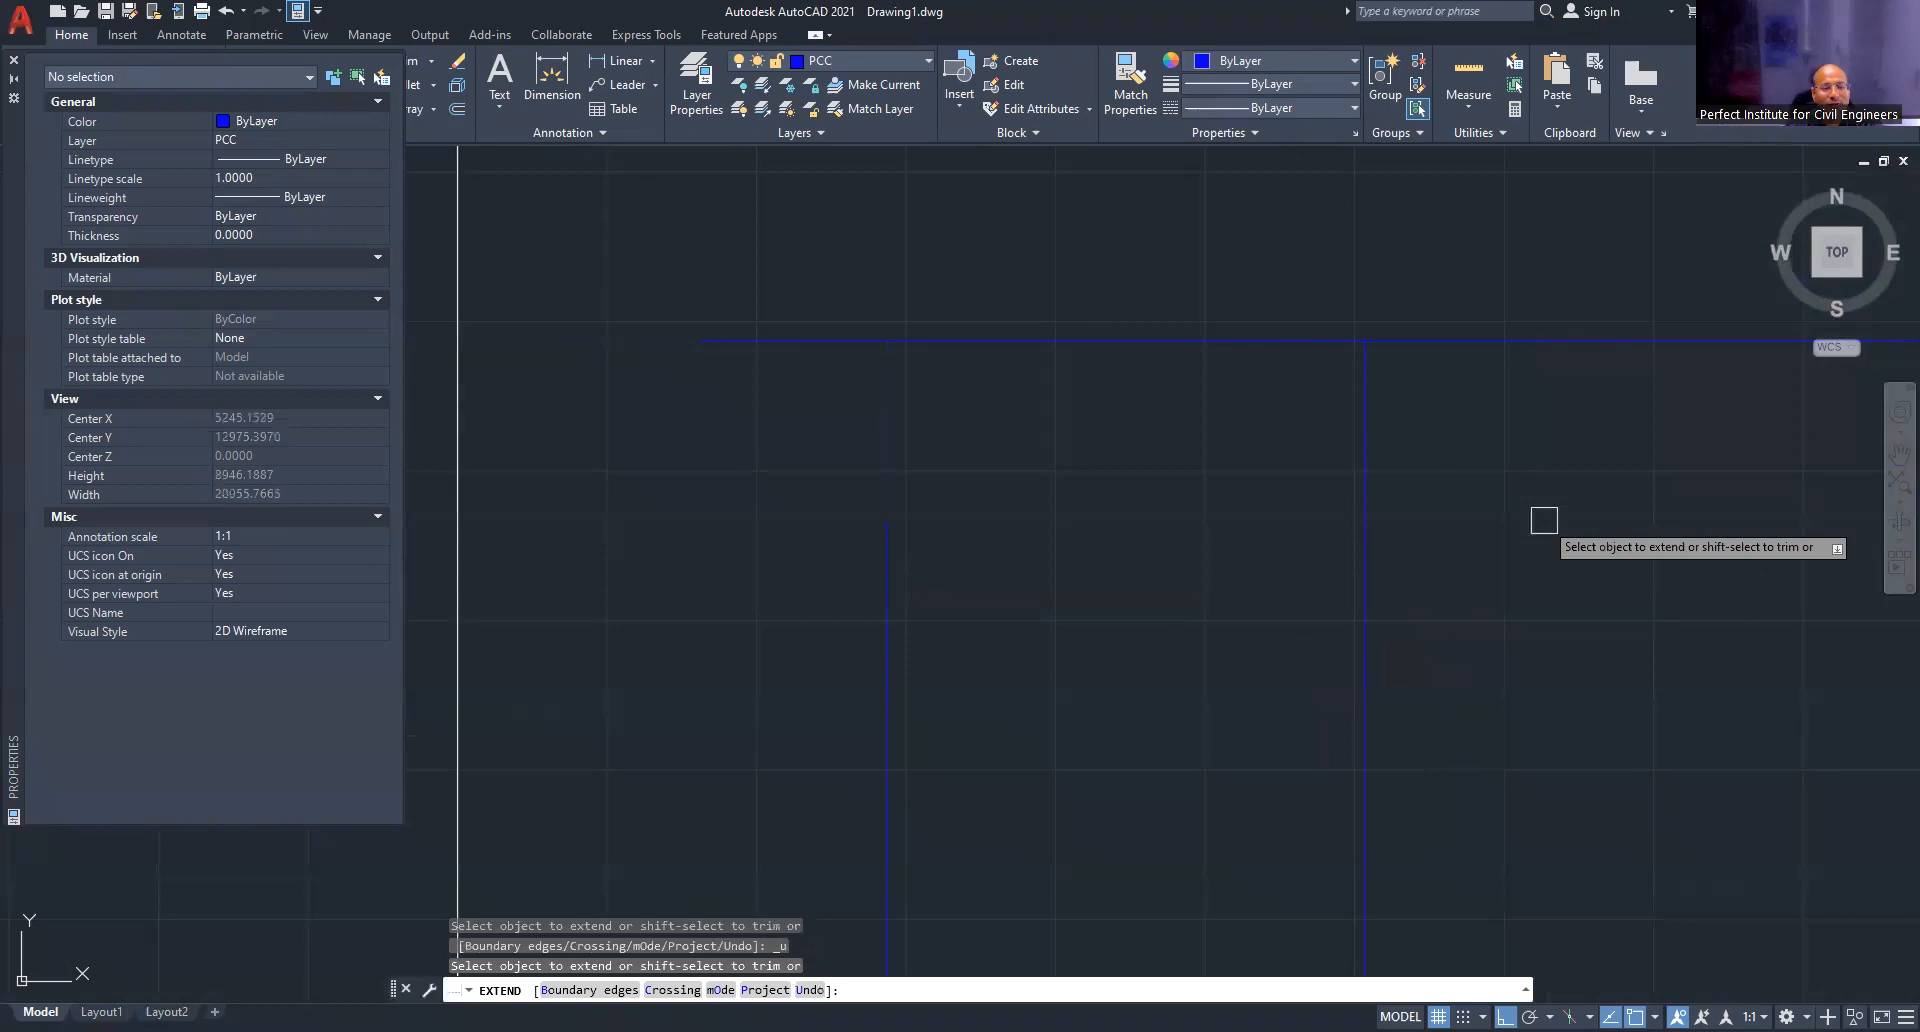 Autodesk AutoCAD 2021 Drawing1.dwg
Type a keyword or phrase
Sign In
Home Insert Annotate Parametric View Manage Output Add-ins Collaborate Express Tools Featured Apps
No selection
General
Color ByLayer
Layer PCC
Linetype ByLayer
Linetype scale 1.0000
Lineweight ByLayer
Transparency ByLayer
Thickness 0.0000
3D Visualization
Material ByLayer
Plot style
Plot style ByColor
Plot style table None
Plot table attached to Model
Plot table type Not available
View
Center X 5245.1529
Center Y 12975.3970
Center Z 0.0000
Height 8946.1887
Width 20955.7665
Misc
Annotation scale 1:1
UCS icon On Yes
UCS icon at origin Yes
UCS per viewport Yes
UCS Name
Visual Style 2D Wireframe
PROPERTIES
Text
Dimension
Linear
Leader
Table
Annotation
Layer Properties
PCC
Make Current
Match Layer
Layers
Insert
Create
Edit
Edit Attributes
Block
Match Properties
ByLayer
ByLayer
ByLayer
Properties
Group
Groups
Measure
Utilities
Paste
Clipboard
Base
View
Perfect Institute for Civil Engineers
N
W TOP E
S
WCS
Select object to extend or shift-select to trim or
Y
X
Select object to extend or shift-select to trim or
[Boundary edges/Crossing/mOde/Project/Undo]: _u
Select object to extend or shift-select to trim or
EXTEND [Boundary edges Crossing mOde Project Undo]:
Model Layout1 Layout2 +
MODEL 1:1